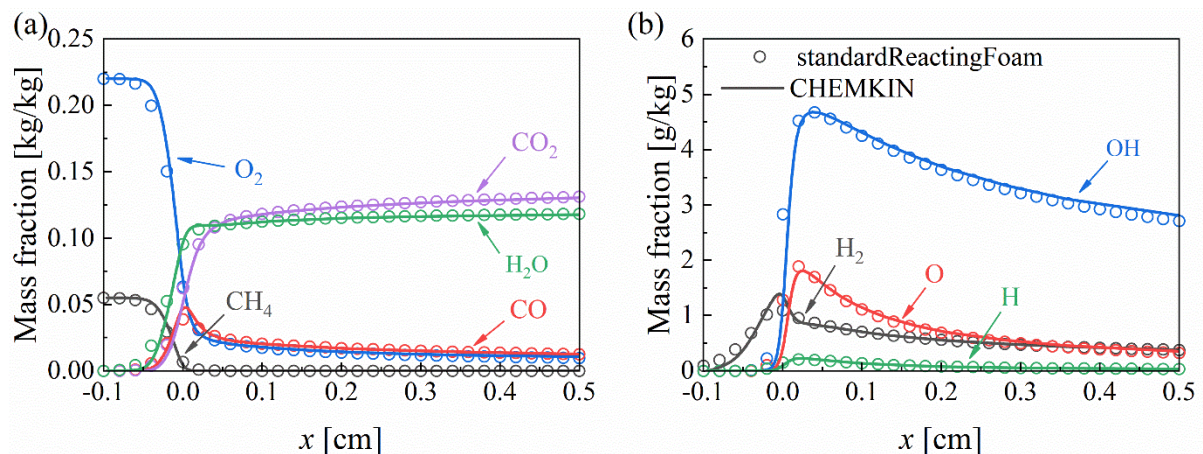 (a)
Mass fraction [kg/kg]
0.25
0.20
0.15
0.10
0.05
0.00
O₂
CO₂
H₂O
CH₄
CO
-0.1 0.0 0.1 0.2 0.3 0.4 0.5
x [cm]
(b)
Mass fraction [g/kg]
6
5
4
3
2
1
0
standardReactingFoam
CHEMKIN
OH
H₂
O
H
-0.1 0.0 0.1 0.2 0.3 0.4 0.5
x [cm]